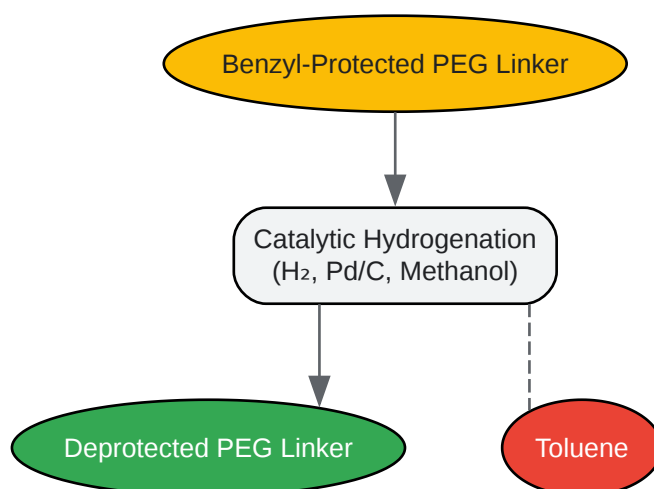 Benzyl-Protected PEG Linker
Catalytic Hydrogenation
(H₂, Pd/C, Methanol)
Deprotected PEG Linker
Toluene